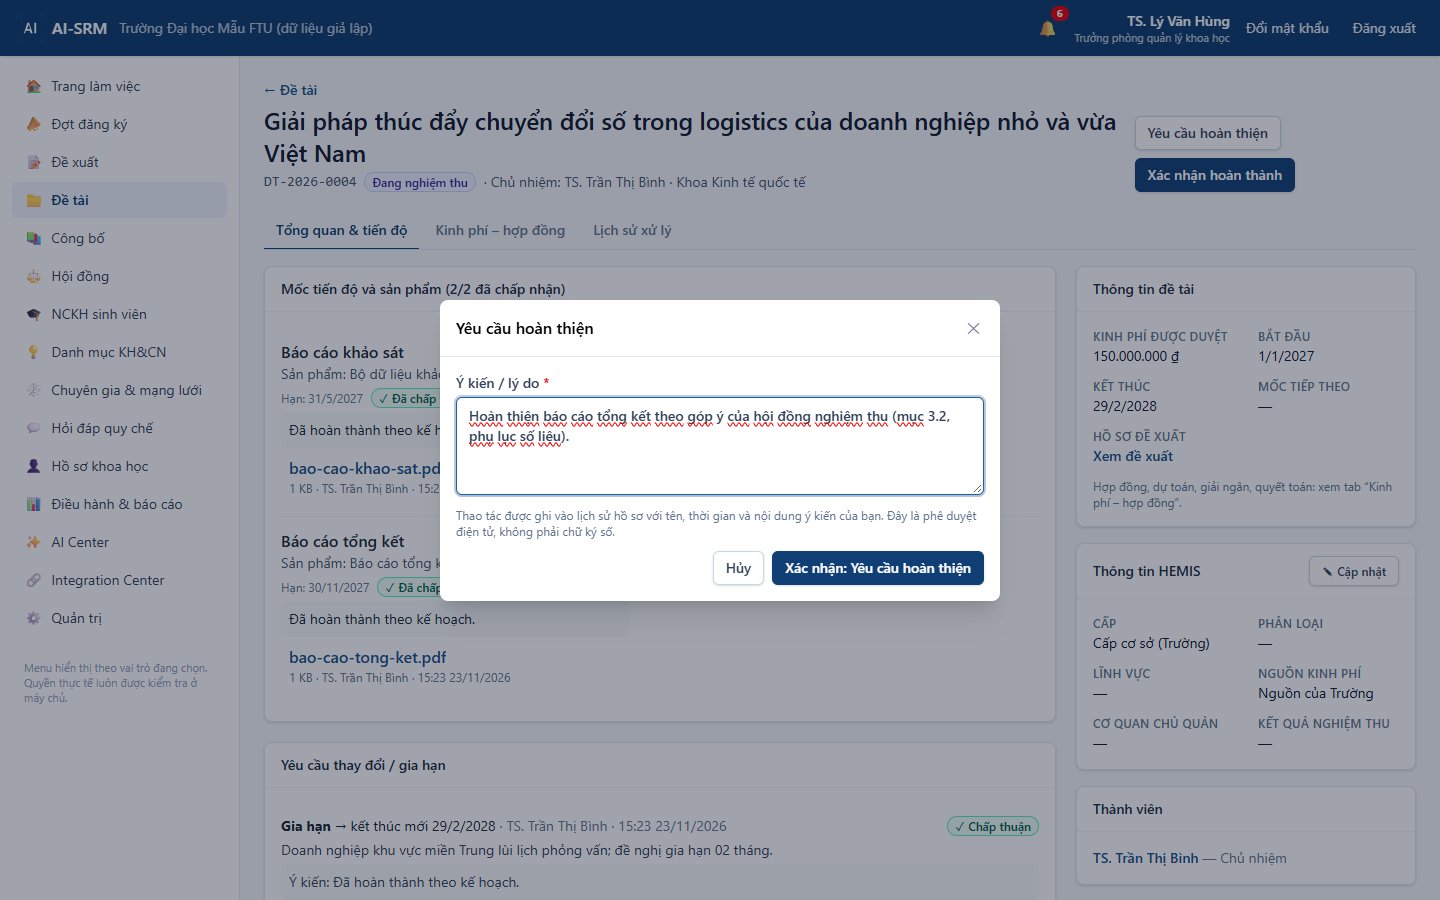 AI AI-SRM Trường Đại học Mẫu FTU (dữ liệu giả lập)
6
TS. Lý Văn Hùng
Trưởng phòng quản lý khoa học
Đổi mật khẩu
Đăng xuất
Trang làm việc
Đợt đăng ký
Đề xuất
Đề tài
Công bố
Hội đồng
NCKH sinh viên
Danh mục KH&CN
Chuyên gia & mạng lưới
Hỏi đáp quy chế
Hồ sơ khoa học
Điều hành & báo cáo
AI Center
Integration Center
Quản trị
Menu hiển thị theo vai trò đang chọn.
Quyền thực tế luôn được kiểm tra ở
máy chủ.
← Đề tài
Giải pháp thúc đẩy chuyển đổi số trong logistics của doanh nghiệp nhỏ và vừa
Việt Nam
DT-2026-0004 Đang nghiệm thu · Chủ nhiệm: TS. Trần Thị Bình · Khoa Kinh tế quốc tế
Yêu cầu hoàn thiện
Xác nhận hoàn thành
Tổng quan & tiến độ
Kinh phí – hợp đồng
Lịch sử xử lý
Mốc tiến độ và sản phẩm (2/2 đã chấp nhận)
Báo cáo khảo sát
Sản phẩm: Bộ dữ liệu
Hạn: 31/5/2027 ✓ Đã chấp
Đã hoàn thành theo kế
bao-cao-khao-sat.pd
1 KB · TS. Trần Thị Bình ·
Báo cáo tổng kết
Sản phẩm: Báo cáo tổng
Hạn: 30/11/2027 ✓ Đã chấp
Đã hoàn thành theo kế hoạch.
bao-cao-tong-ket.pdf
1 KB · TS. Trần Thị Bình · 15:23 23/11/2026
Yêu cầu hoàn thiện
Ý kiến / lý do *
Hoàn thiện báo cáo tổng kết theo góp ý của hội đồng nghiệm thu (mục 3.2,
phụ lục số liệu).
Thao tác được ghi vào lịch sử hồ sơ với tên, thời gian và nội dung ý kiến của bạn. Đây là phê duyệt
điện tử, không phải chữ ký số.
Hủy
Xác nhận: Yêu cầu hoàn thiện
Yêu cầu thay đổi / gia hạn
Gia hạn → kết thúc mới 29/2/2028 · TS. Trần Thị Bình · 15:23 23/11/2026
✓ Chấp thuận
Doanh nghiệp khu vực miền Trung lùi lịch phỏng vấn; đề nghị gia hạn 02 tháng.
Ý kiến: Đã hoàn thành theo kế hoạch.
Thông tin đề tài
KINH PHÍ ĐƯỢC DUYỆT
150.000.000 ₫
BẮT ĐẦU
1/1/2027
KẾT THÚC
29/2/2028
MỐC TIẾP THEO
—
HỒ SƠ ĐỀ XUẤT
Xem đề xuất
Hợp đồng, dự toán, giải ngân, quyết toán: xem tab “Kinh
phí – hợp đồng”.
Thông tin HEMIS
Cập nhật
CẤP
Cấp cơ sở (Trường)
PHÂN LOẠI
—
LĨNH VỰC
—
NGUỒN KINH PHÍ
Nguồn của Trường
CƠ QUAN CHỦ QUẢN
—
KẾT QUẢ NGHIỆM THU
—
Thành viên
TS. Trần Thị Bình — Chủ nhiệm